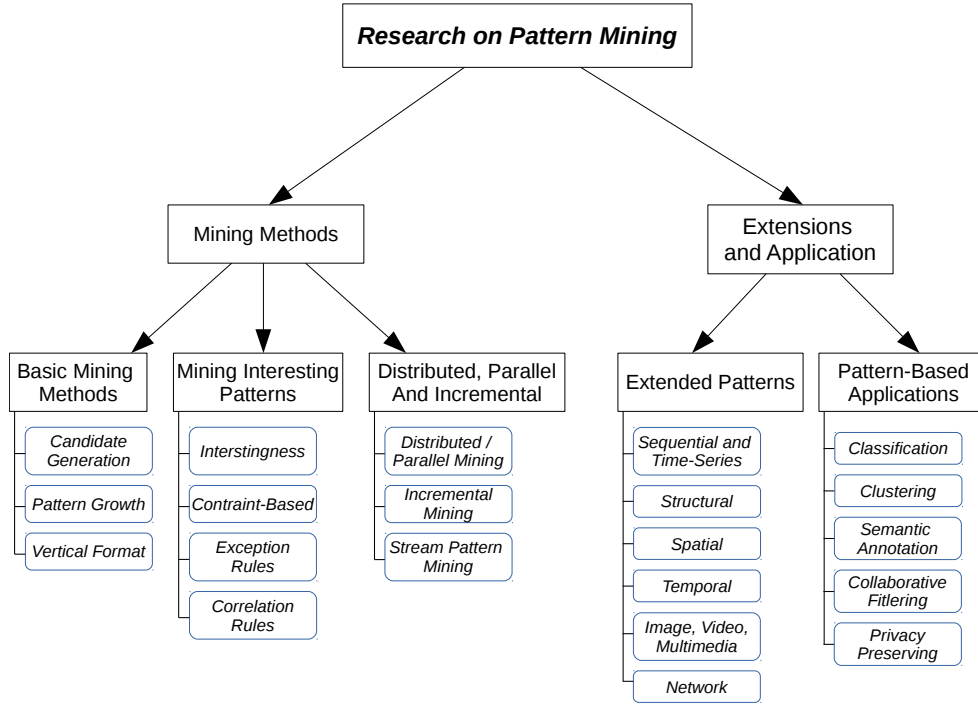 Research on Pattern Mining
Mining Methods
Extensions
and Application
Basic Mining
Methods
Candidate
Generation
Pattern Growth
Vertical Format
Mining Interesting
Patterns
Interstingness
Contraint-Based
Exception
Rules
Correlation
Rules
Distributed, Parallel
And Incremental
Distributed /
Parallel Mining
Incremental
Mining
Stream Pattern
Mining
Extended Patterns
Sequential and
Time-Series
Structural
Spatial
Temporal
Image, Video,
Multimedia
Network
Pattern-Based
Applications
Classification
Clustering
Semantic
Annotation
Collaborative
Fitlering
Privacy
Preserving